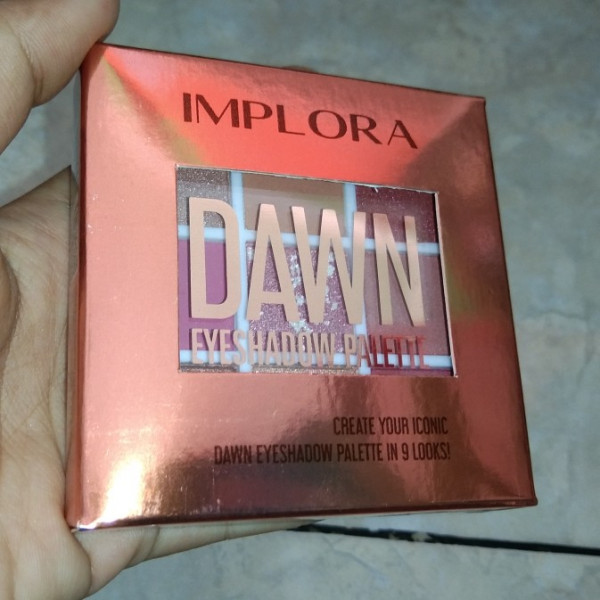 IMPLORA
DAWN
EYESHADOW PALETTE
CREATE YOUR ICONIC
DAWN EYESHADOW PALETTE IN 9 LOOKS!